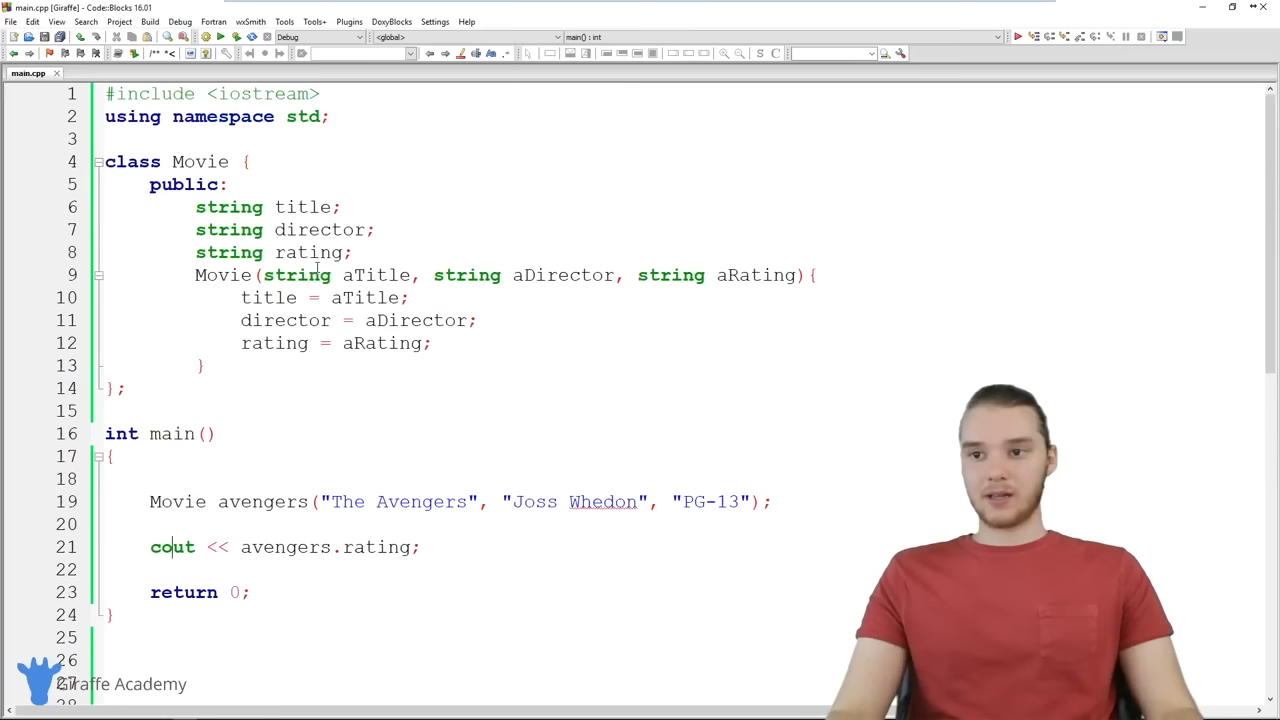 main.cpp [Giraffe] - Code::Blocks 16.01
File Edit View Search Project Build Debug Fortran wxSmith Tools Tools+ Plugins DoxyBlocks Settings Help
Debug <global> main() : int
main.cpp
1 #include <iostream>
2 using namespace std;
3
4 class Movie {
5 public:
6 string title;
7 string director;
8 string rating;
9 Movie(string aTitle, string aDirector, string aRating){
10 title = aTitle;
11 director = aDirector;
12 rating = aRating;
13 }
14 };
15
16 int main()
17 {
18
19 Movie avengers("The Avengers", "Joss Whedon", "PG-13");
20
21 cout << avengers.rating;
22
23 return 0;
24 }
25
26
Giraffe Academy